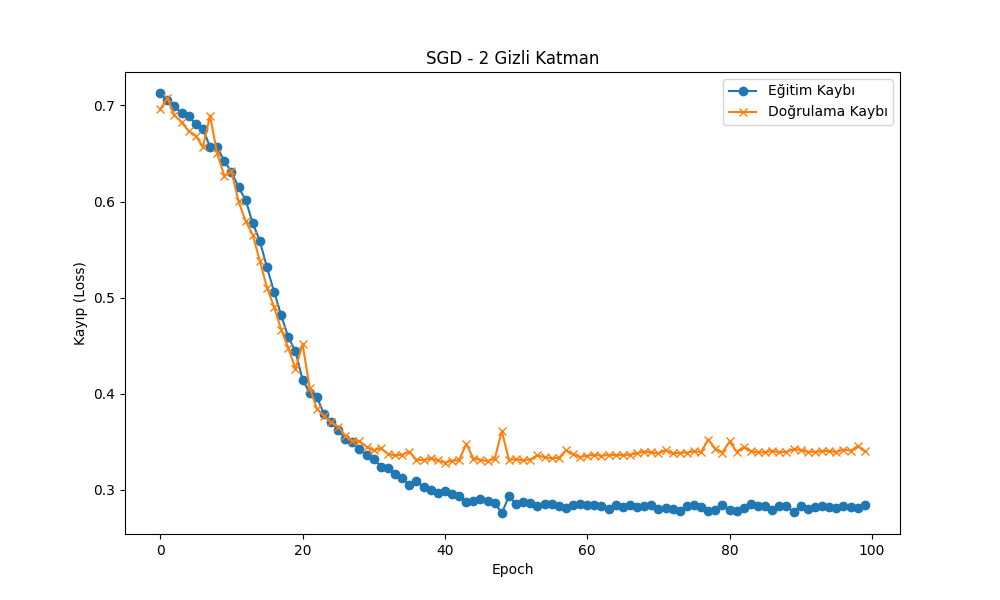 SGD - 2 Gizli Katman
Eğitim Kaybı
Doğrulama Kaybı
Kayıp (Loss)
0.7
0.6
0.5
0.4
0.3
0
20
40
60
80
100
Epoch